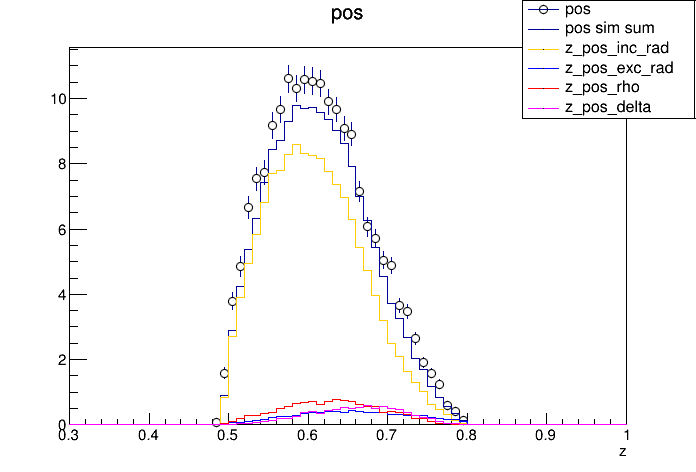 pos
pos
pos sim sum
z_pos_inc_rad
z_pos_exc_rad
z_pos_rho
z_pos_delta
10
8
6
4
2
0
0.3 0.4 0.5 0.6 0.7 0.8 0.9 1
z